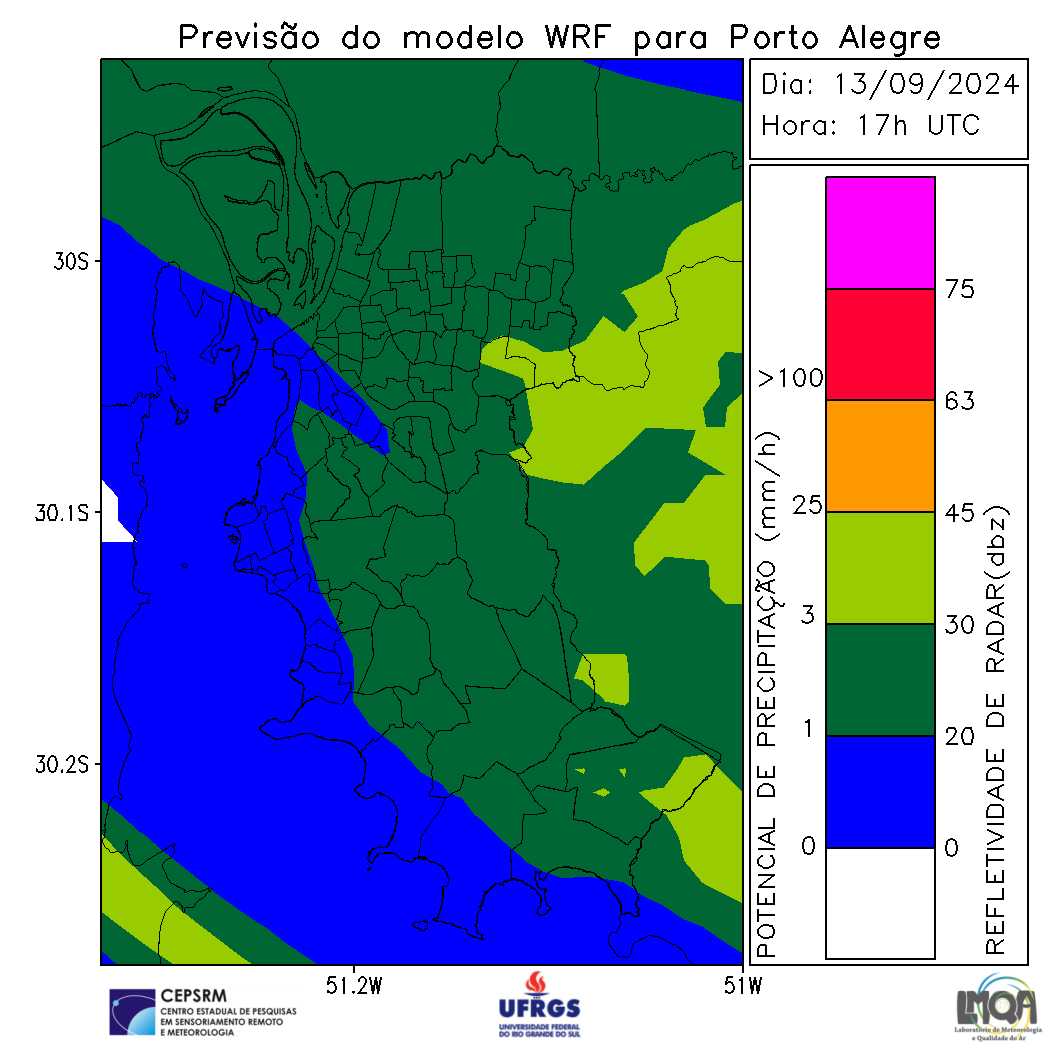 Previsão do modelo WRF para Porto Alegre
Dia: 13/09/2024
Hora: 17h UTC
30S
30.1S
30.2S
51.2W
51W
POTENCIAL DE PRECIPITAÇÃO (mm/h)
>100
25
3
1
0
75
63
45
30
20
0
REFLETIVIDADE DE RADAR(dbz)
CEPSRM
CENTRO ESTADUAL DE PESQUISAS
EM SENSORIAMENTO REMOTO
E METEOROLOGIA
UFRGS
UNIVERSIDADE FEDERAL
DO RIO GRANDE DO SUL
LMQA
Laboratório de Meteorologia
e Qualidade do Ar